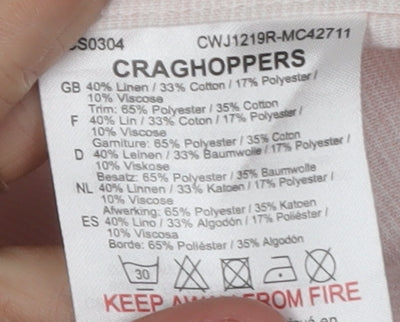 S0304 CWJ1219R-MC42711
CRAGHOPPERS
GB 40% Linen / 33% Cotton / 17% Polyester /
10% Viscose
Trim: 65% Polyester / 35% Cotton
F 40% Lin / 33% Coton / 17% Polyester /
10% Viscose
Garniture: 65% Polyester / 35% Coton
D 40% Leinen / 33% Baumwolle / 17% Polyester /
10% Viskose
Besatz: 65% Polyester / 35% Baumwolle
NL 40% Linnen / 33% Katoen / 17% Polyester /
10% Viscose
Afwerking: 65% Polyester / 35% Katoen
ES 40% Lino / 33% Algodón / 17% Poliéster /
10% Viscosa
Borde: 65% Poliéster / 35% Algodón
30
KEEP AWAY FROM FIRE